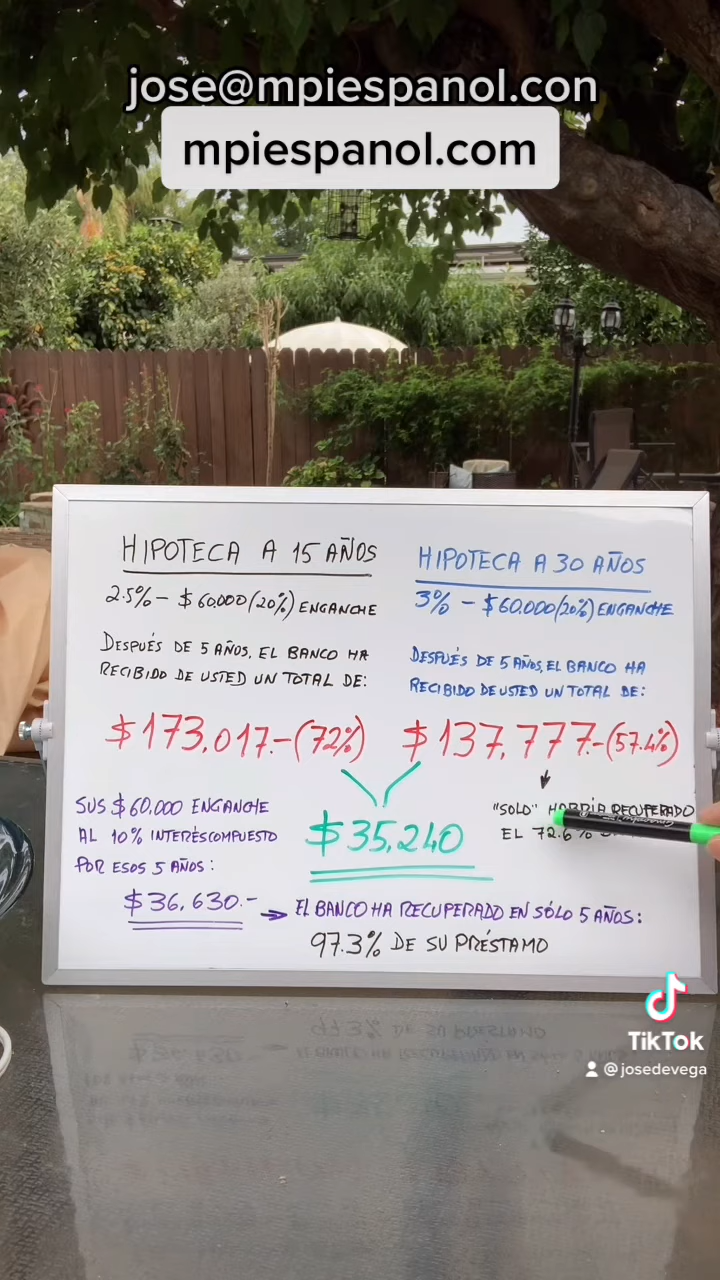 jose@mpiespanol.con
mpiespanol.com
HIPOTECA A 15 AÑOS
2.5% - $60.000 (20%) ENGANCHE
DESPUÉS DE 5 AÑOS, EL BANCO HA
RECIBIDO DE USTED UN TOTAL DE:
$173,017.- (72%)
HIPOTECA A 30 AÑOS
3% - $60.000 (20%) ENGANCHE
DESPUÉS DE 5 AÑOS, EL BANCO HA
RECIBIDO DE USTED UN TOTAL DE:
$137,777.- (57.4%)
"SOLO" HABRÍA RECUPERADO
EL 72.6%
$35,240
SUS $60,000 ENGANCHE
AL 10% INTERÉS COMPUESTO
POR ESOS 5 AÑOS:
$36,630.-
EL BANCO HA RECUPERADO EN SÓLO 5 AÑOS:
97.3% DE SU PRÉSTAMO
TikTok
@josedevega